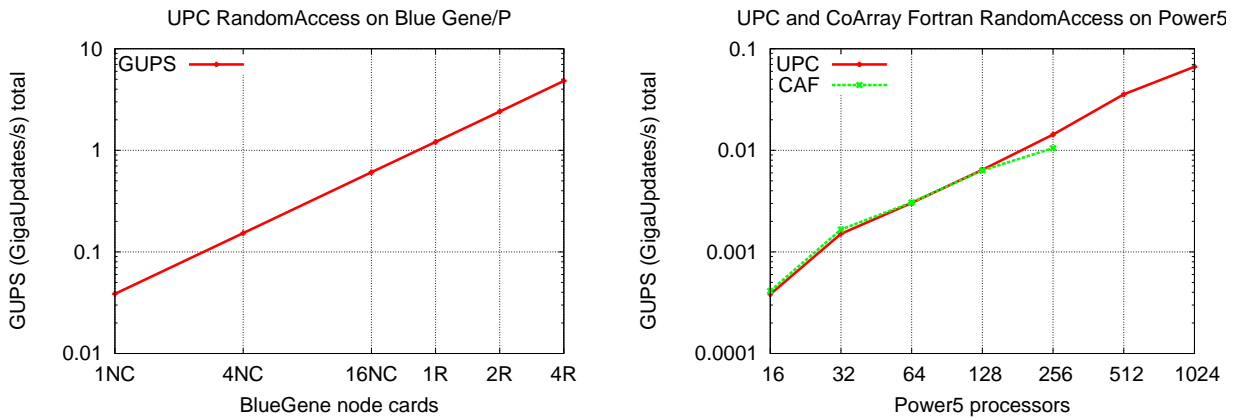 UPC RandomAccess on Blue Gene/P
GUPS (GigaUpdates/s) total
10
1
0.1
0.01
GUPS
1NC 4NC 16NC 1R 2R 4R
BlueGene node cards
UPC and CoArray Fortran RandomAccess on Power5
GUPS (GigaUpdates/s) total
0.1
0.01
0.001
0.0001
UPC
CAF
16 32 64 128 256 512 1024
Power5 processors